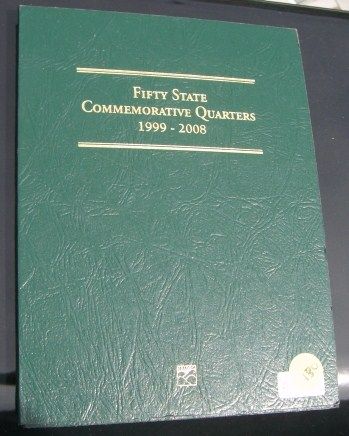 Fifty State
Commemorative Quarters
1999 - 2008